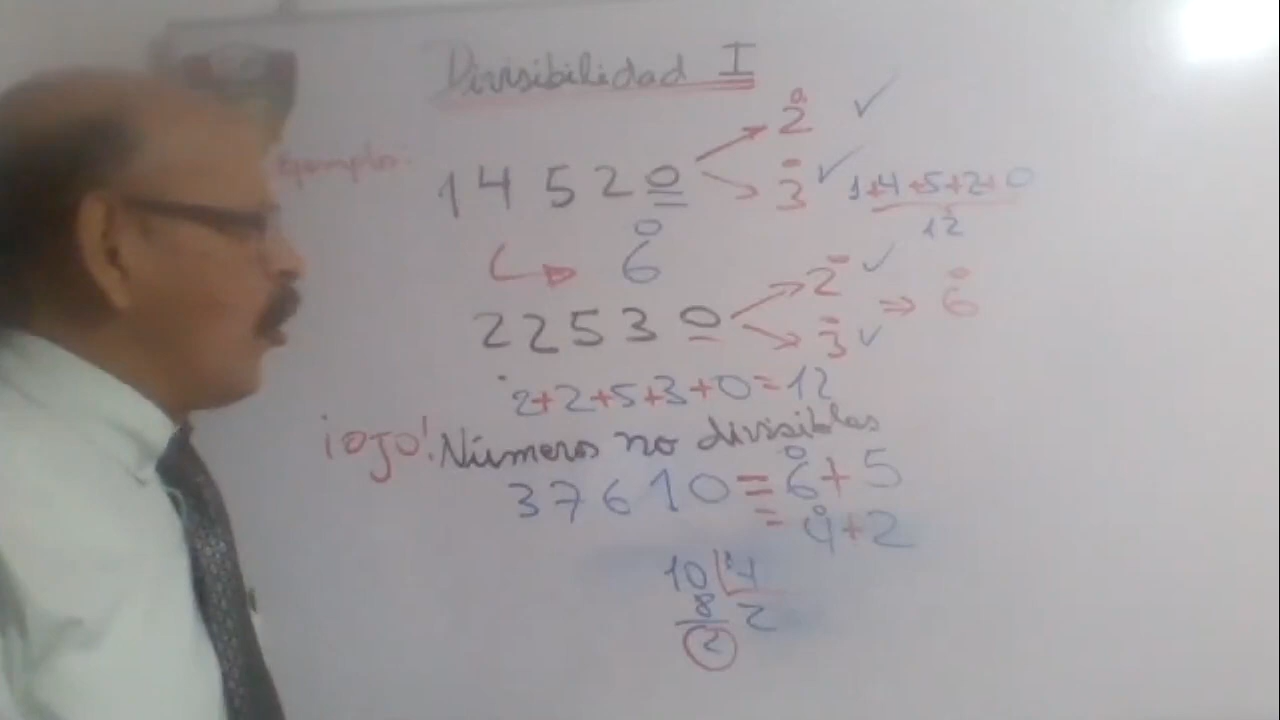 Divisibilidad I
Ejemplos:
14520 → 2° ✓
→ 3° ✓ 1+4+5+2+0
12
↳ 6°
22530 → 2° ✓
→ 3° ✓ ⇒ 6°
2+2+5+3+0=12
¡OJO! Números no divisibles
37610 = 6° + 5
= 4° + 2
10 4
8 2
2